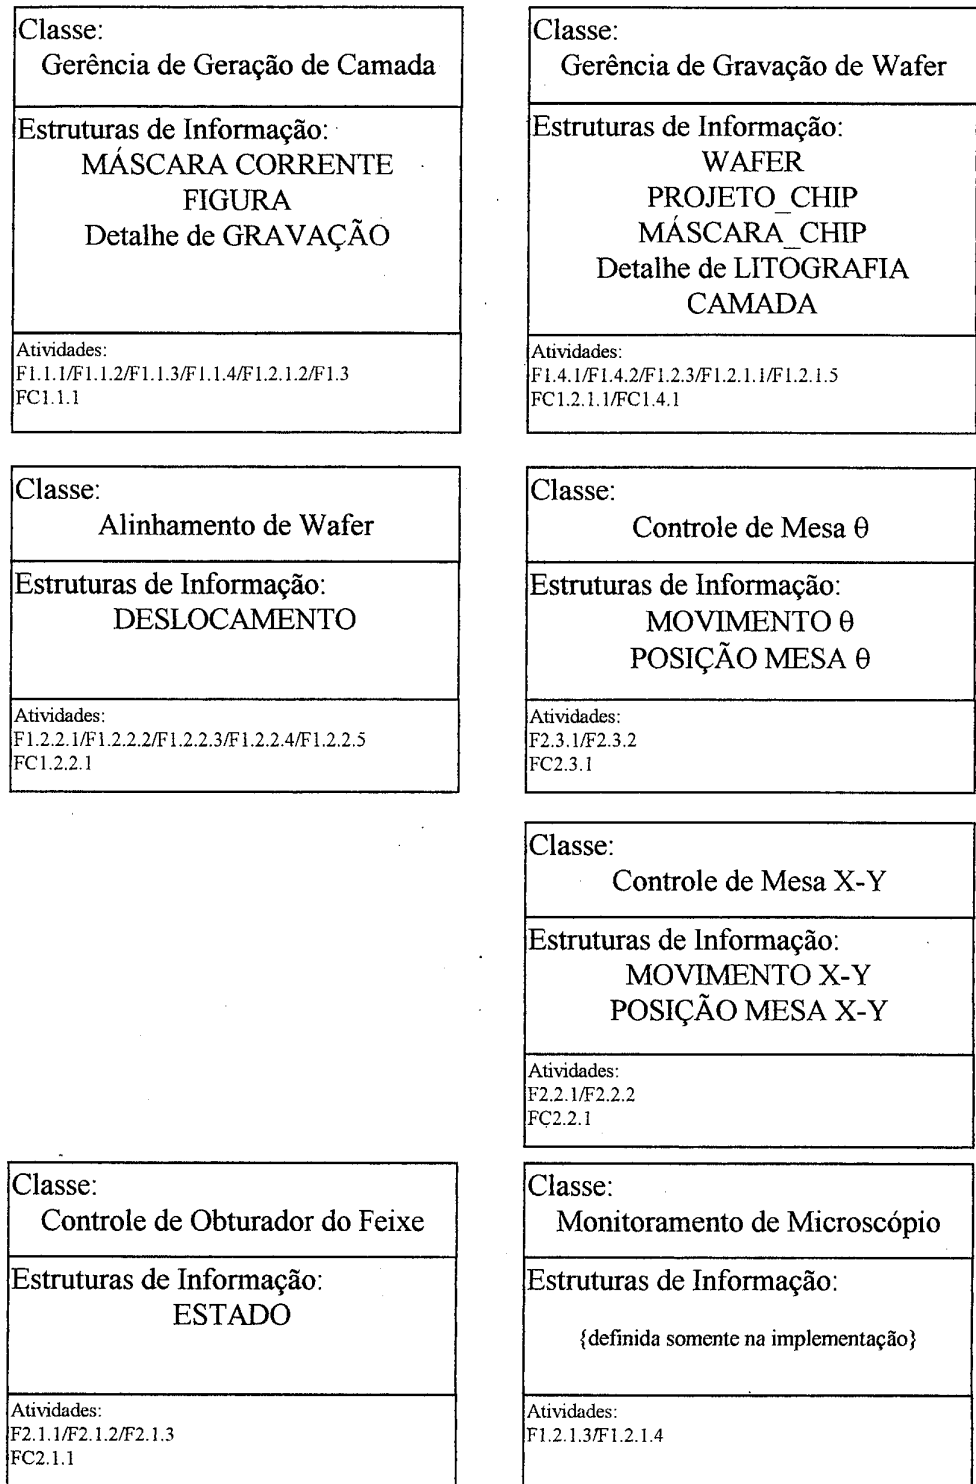 Classe:
Gerência de Geração de Camada
Estruturas de Informação:
MÁSCARA CORRENTE
FIGURA
Detalhe de GRAVAÇÃO
Atividades:
F1.1.1/F1.1.2/F1.1.3/F1.1.4/F1.2.1.2/F1.3
FC1.1.1
Classe:
Gerência de Gravação de Wafer
Estruturas de Informação:
WAFER
PROJETO_CHIP
MÁSCARA_CHIP
Detalhe de LITOGRAFIA
CAMADA
Atividades:
F1.4.1/F1.4.2/F1.2.3/F1.2.1.1/F1.2.1.5
FC1.2.1.1/FC1.4.1
Classe:
Alinhamento de Wafer
Estruturas de Informação:
DESLOCAMENTO
Atividades:
F1.2.2.1/F1.2.2.2/F1.2.2.3/F1.2.2.4/F1.2.2.5
FC1.2.2.1
Classe:
Controle de Mesa θ
Estruturas de Informação:
MOVIMENTO θ
POSIÇÃO MESA θ
Atividades:
F2.3.1/F2.3.2
FC2.3.1
Classe:
Controle de Mesa X-Y
Estruturas de Informação:
MOVIMENTO X-Y
POSIÇÃO MESA X-Y
Atividades:
F2.2.1/F2.2.2
FC2.2.1
Classe:
Controle de Obturador do Feixe
Estruturas de Informação:
ESTADO
Atividades:
F2.1.1/F2.1.2/F2.1.3
FC2.1.1
Classe:
Monitoramento de Microscópio
Estruturas de Informação:
{definida somente na implementação}
Atividades:
F1.2.1.3/F1.2.1.4